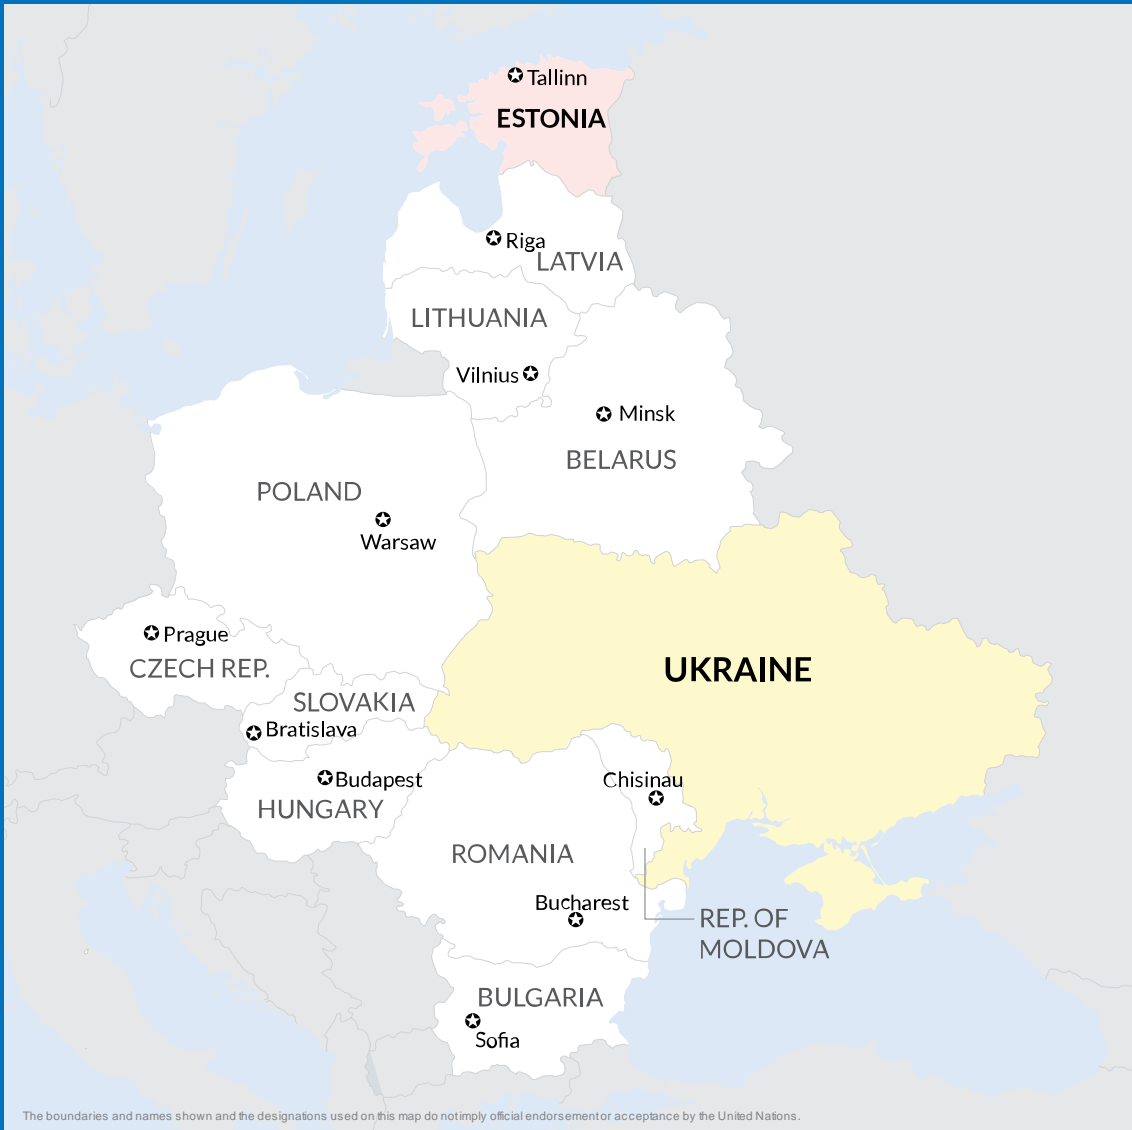 Tallinn
ESTONIA
Riga
LATVIA
LITHUANIA
Vilnius
Minsk
BELARUS
POLAND
Warsaw
Prague
CZECH REP.
UKRAINE
SLOVAKIA
Bratislava
Budapest
HUNGARY
Chisinau
ROMANIA
Bucharest
REP. OF
MOLDOVA
BULGARIA
Sofia
The boundaries and names shown and the designations used on this map do not imply official endorsement or acceptance by the United Nations.